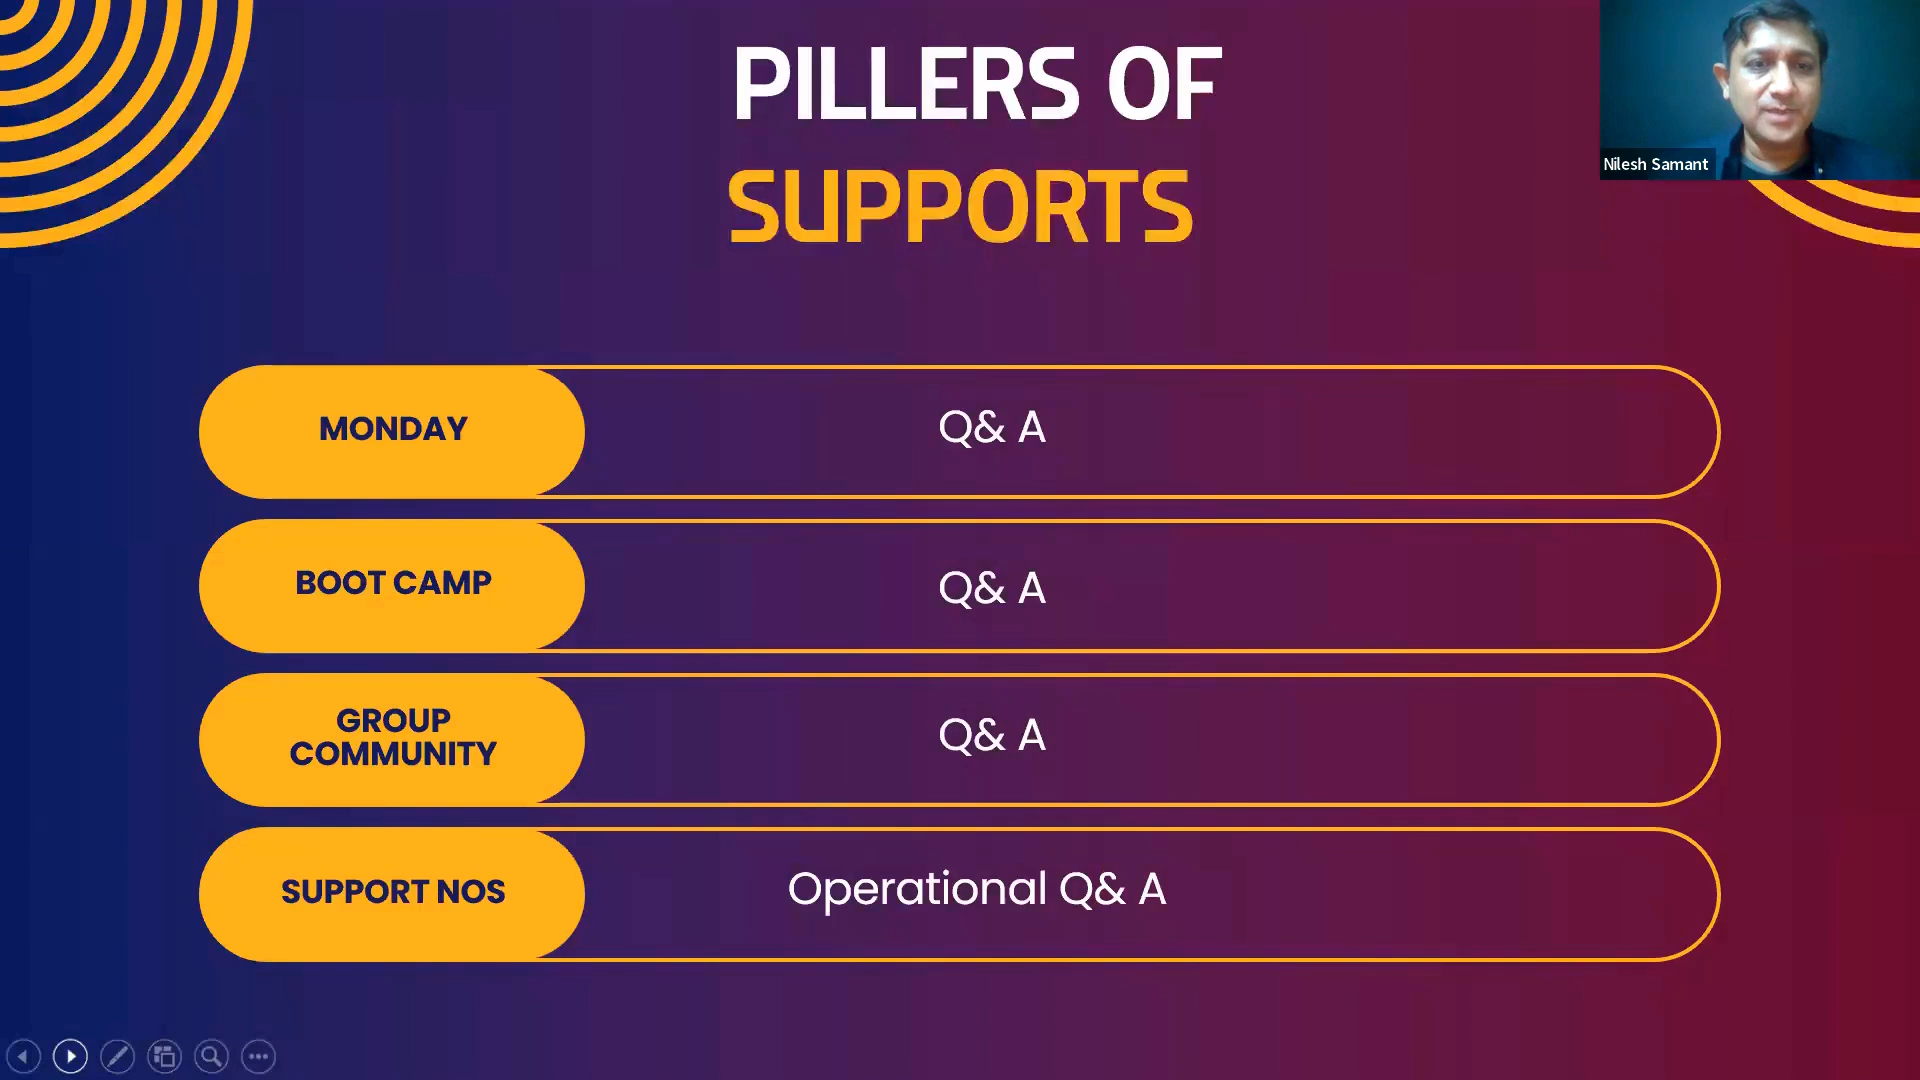 PILLERS OF
SUPPORTS
Nilesh Samant
MONDAY
Q& A
BOOT CAMP
Q& A
GROUP
COMMUNITY
Q& A
SUPPORT NOS
Operational Q& A